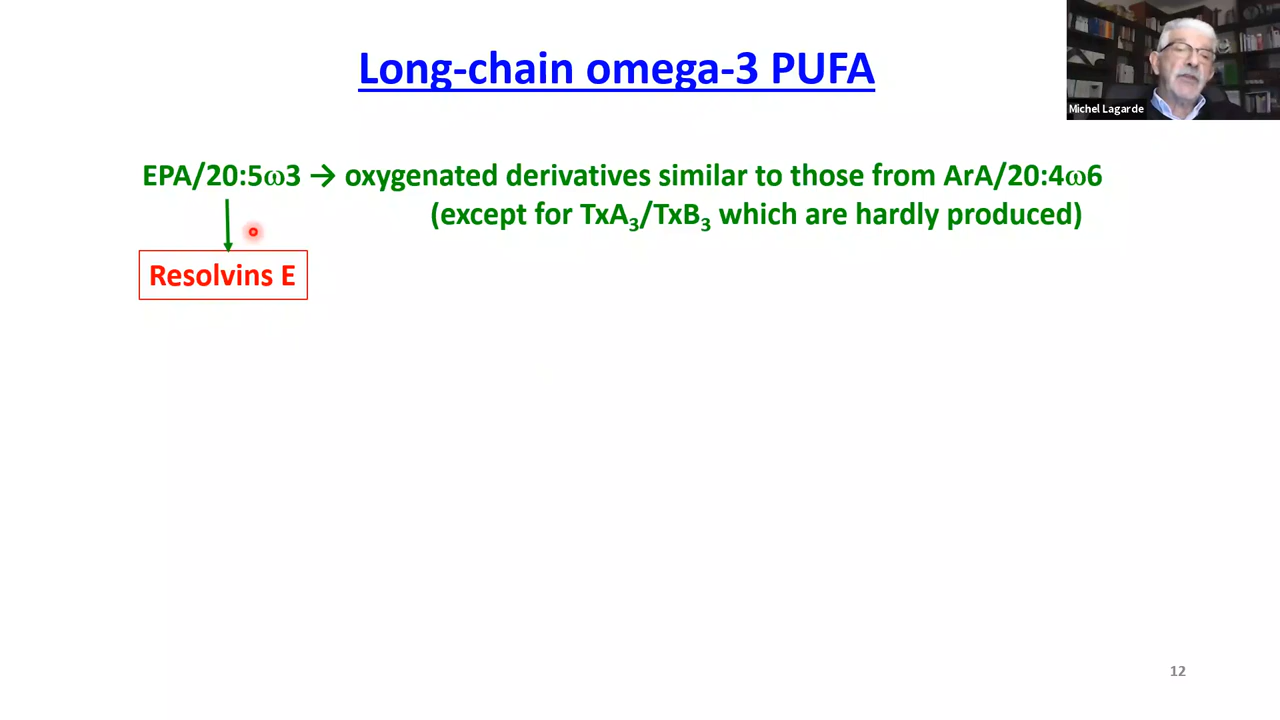 Long-chain omega-3 PUFA
Michel Lagarde
EPA/20:5ω3 → oxygenated derivatives similar to those from ArA/20:4ω6
(except for TxA₃/TxB₃ which are hardly produced)
Resolvins E
12